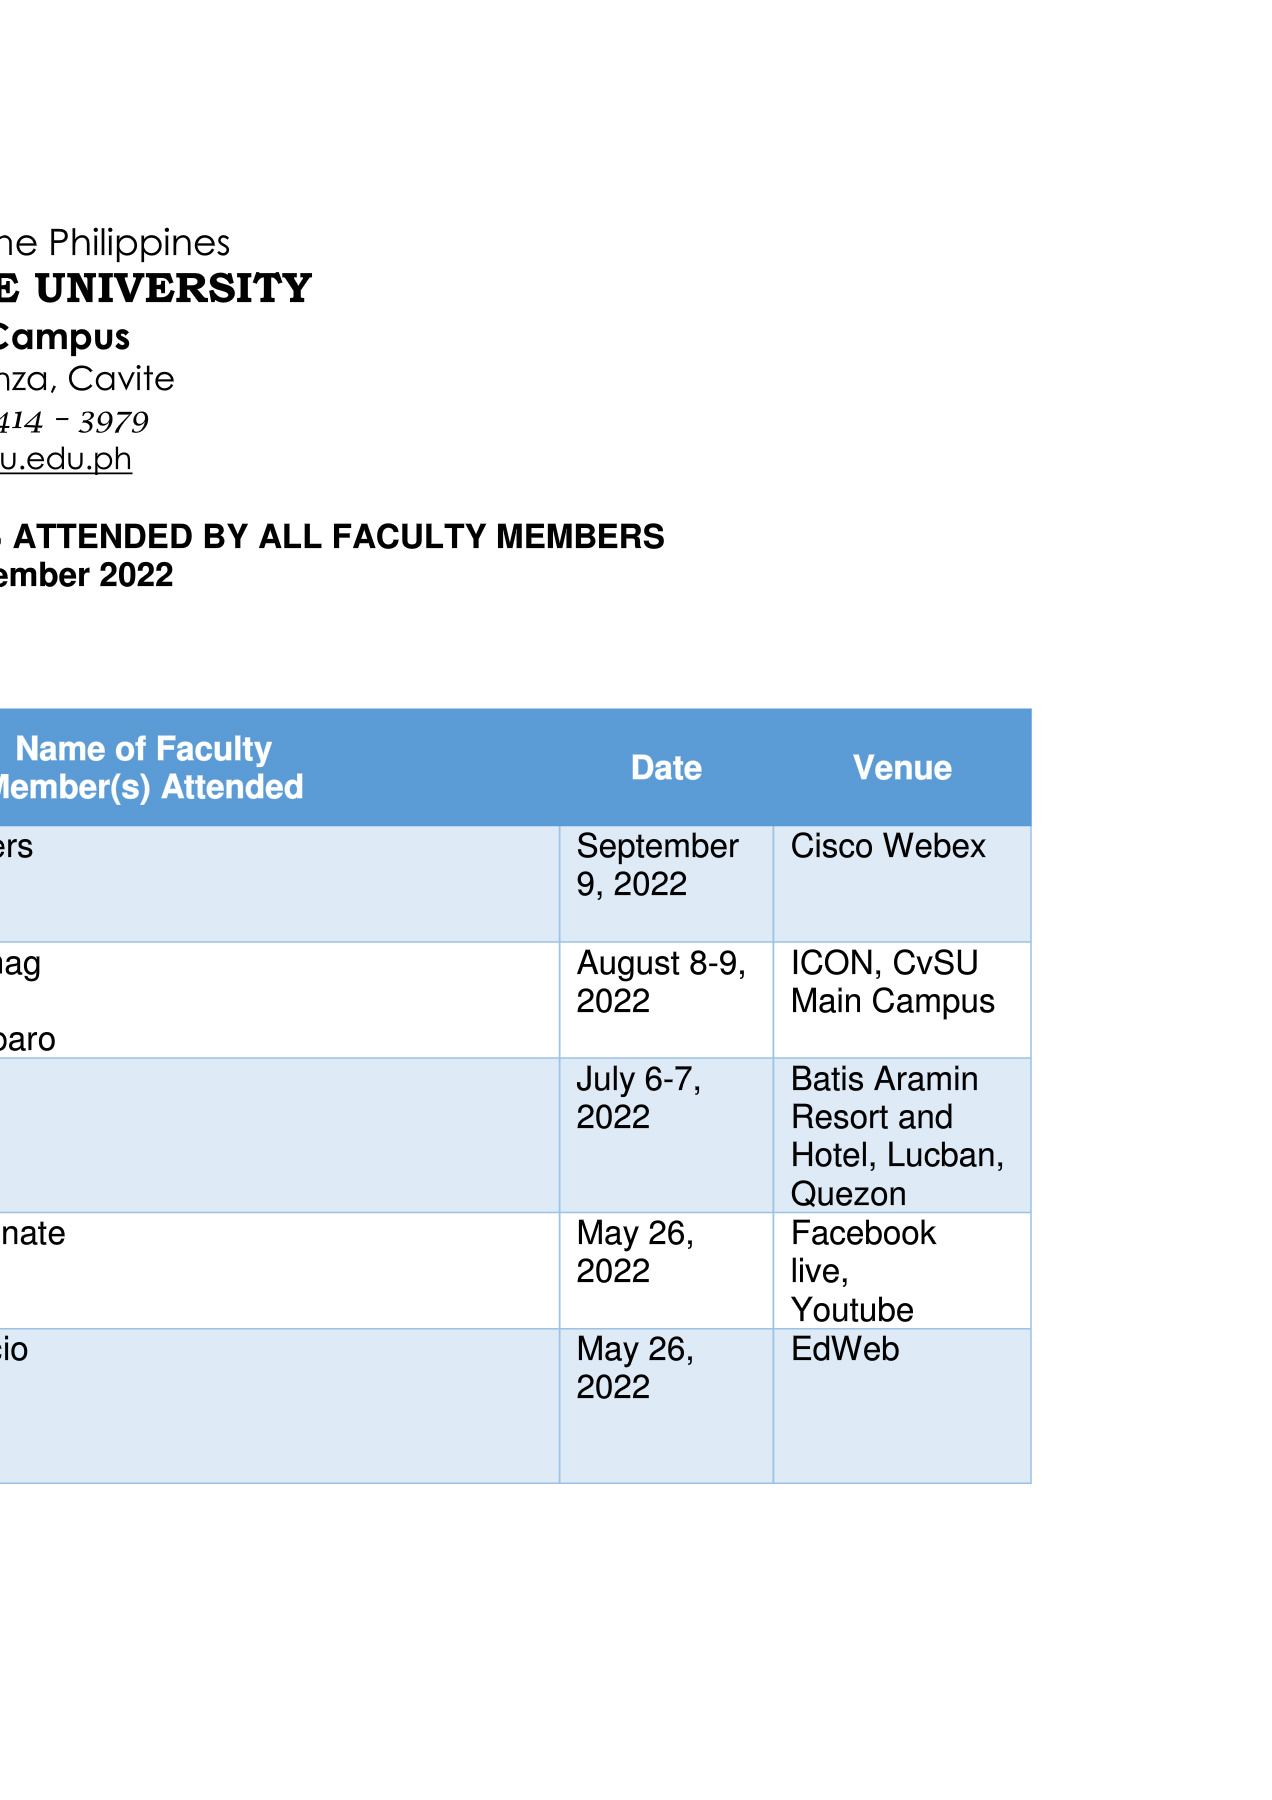 he Philippines
E UNIVERSITY
Campus
nza, Cavite
414 – 3979
u.edu.ph
ATTENDED BY ALL FACULTY MEMBERS
ember 2022
Name of Faculty
Member(s) Attended
Date
Venue
ers
September
9, 2022
Cisco Webex
nag
baro
August 8-9,
2022
ICON, CvSU
Main Campus
July 6-7,
2022
Batis Aramin
Resort and
Hotel, Lucban,
Quezon
nate
May 26,
2022
Facebook
live,
Youtube
cio
May 26,
2022
EdWeb